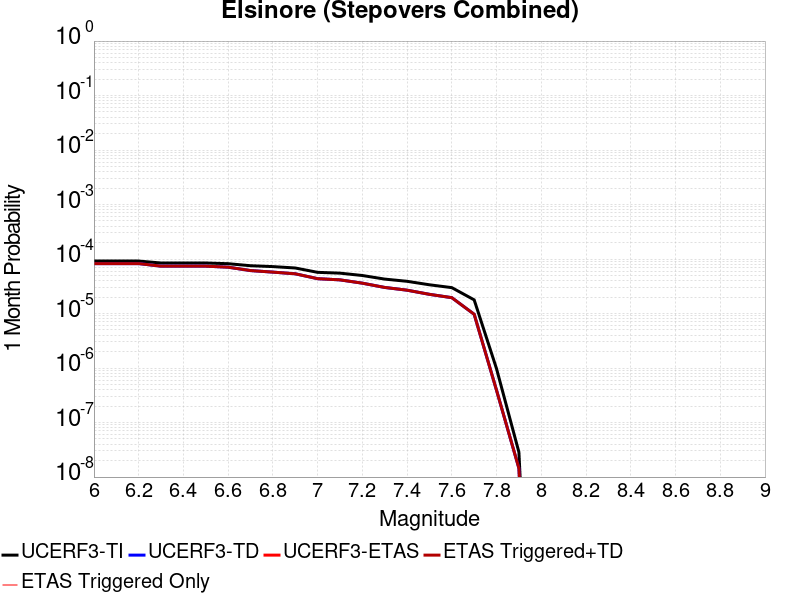 Elsinore (Stepovers Combined)
10^0
10^-1
10^-2
10^-3
10^-4
10^-5
10^-6
10^-7
10^-8
1 Month Probability
6 6.2 6.4 6.6 6.8 7 7.2 7.4 7.6 7.8 8 8.2 8.4 8.6 8.8 9
Magnitude
UCERF3-TI UCERF3-TD UCERF3-ETAS ETAS Triggered+TD
ETAS Triggered Only